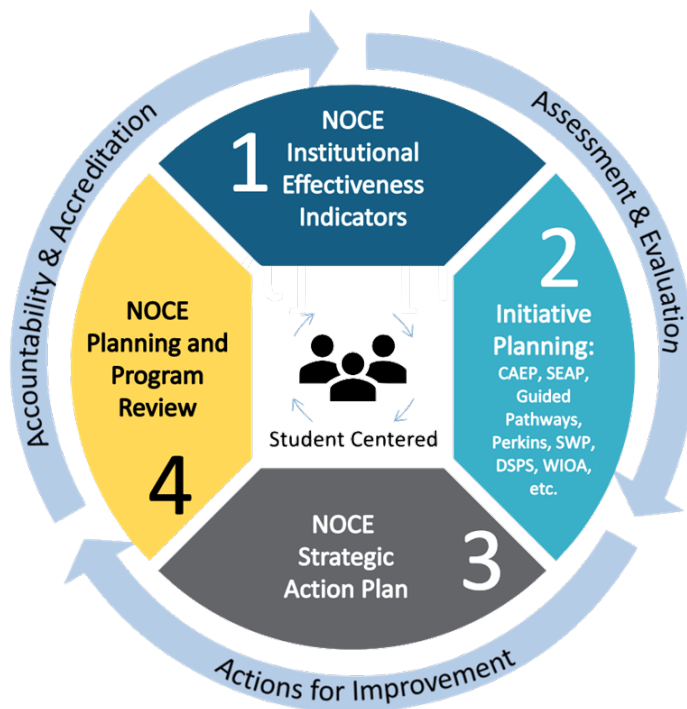 1
NOCE
Institutional
Effectiveness
Indicators
2
Initiative
Planning:
CAEP, SEAP,
Guided
Pathways,
Perkins, SWP,
DSPS, WIOA,
etc.
3
NOCE
Strategic
Action Plan
4
NOCE
Planning and
Program
Review
Student Centered
Assessment & Evaluation
Actions for Improvement
Accountability & Accreditation